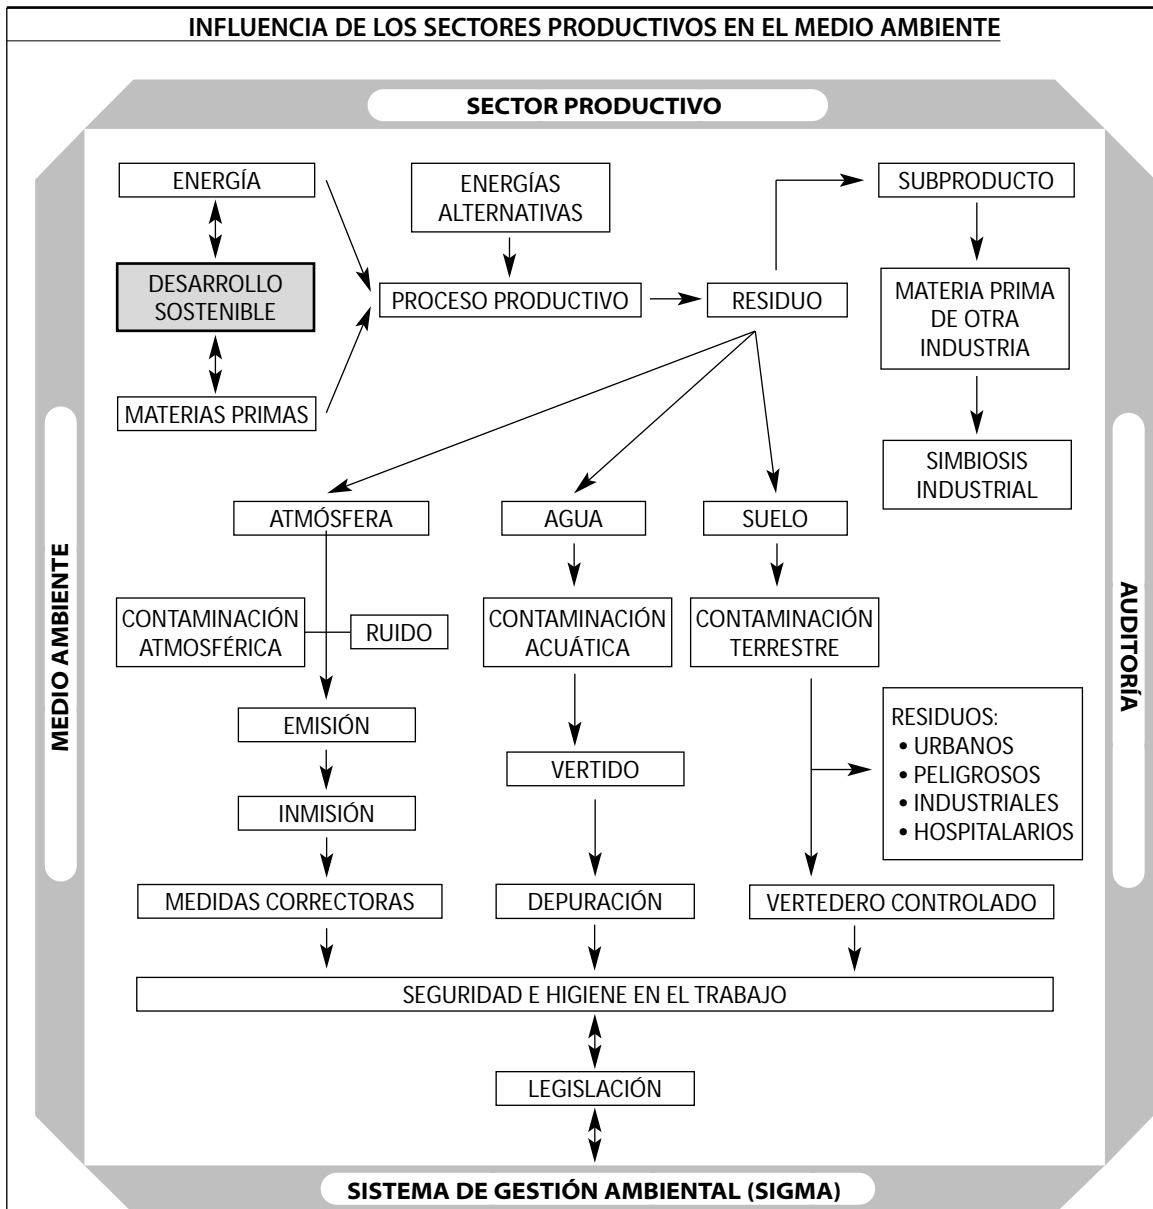 INFLUENCIA DE LOS SECTORES PRODUCTIVOS EN EL MEDIO AMBIENTE
SECTOR PRODUCTIVO
ENERGÍA
ENERGÍAS
ALTERNATIVAS
SUBPRODUCTO
DESARROLLO
SOSTENIBLE
PROCESO PRODUCTIVO
RESIDUO
MATERIA PRIMA
DE OTRA
INDUSTRIA
MATERIAS PRIMAS
SIMBIOSIS
INDUSTRIAL
ATMÓSFERA
AGUA
SUELO
MEDIO AMBIENTE
AUDITORÍA
CONTAMINACIÓN
ATMOSFÉRICA
RUIDO
CONTAMINACIÓN
ACUÁTICA
CONTAMINACIÓN
TERRESTRE
EMISIÓN
VERTIDO
RESIDUOS:
• URBANOS
• PELIGROSOS
• INDUSTRIALES
• HOSPITALARIOS
INMISIÓN
MEDIDAS CORRECTORAS
DEPURACIÓN
VERTEDERO CONTROLADO
SEGURIDAD E HIGIENE EN EL TRABAJO
LEGISLACIÓN
SISTEMA DE GESTIÓN AMBIENTAL (SIGMA)